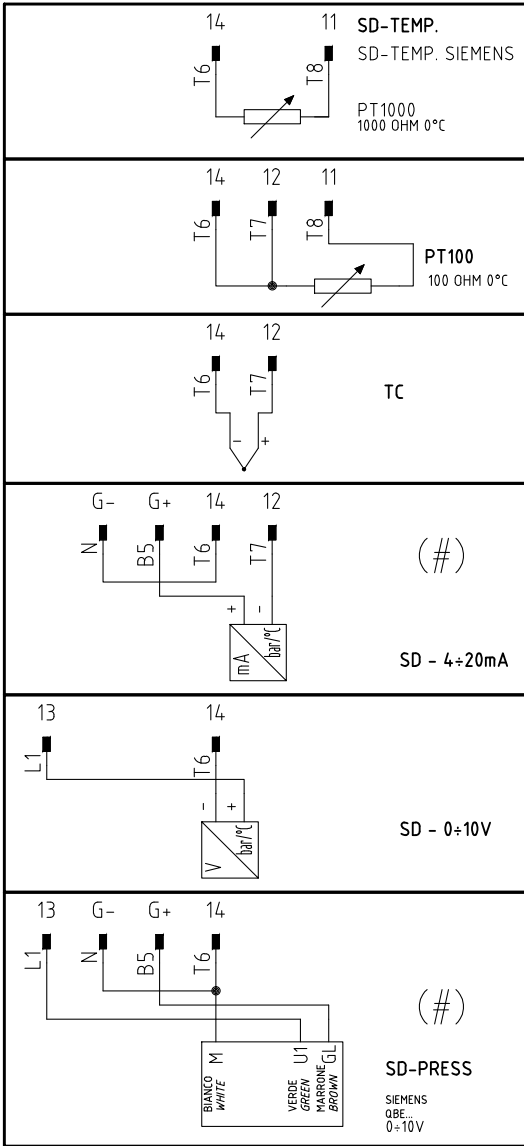 14 11 SD-TEMP.
SD-TEMP. SIEMENS
T6 T8
PT1000
1000 OHM 0°C
14 12 11
T6 T7 T8
PT100
100 OHM 0°C
14 12
T6 T7
TC
- +
G- G+ 14 12
N B5 T6 T7
(#)
+ -
mA bar/°C
SD - 4÷20mA
13 14
L1 T6
- +
V bar/°C
SD - 0÷10V
13 G- G+ 14
L1 N B5 T6
(#)
M U1 GL
BIANCO VERDE MARRONE
WHITE GREEN BROWN
SD-PRESS
SIEMENS
QBE...
0÷10V